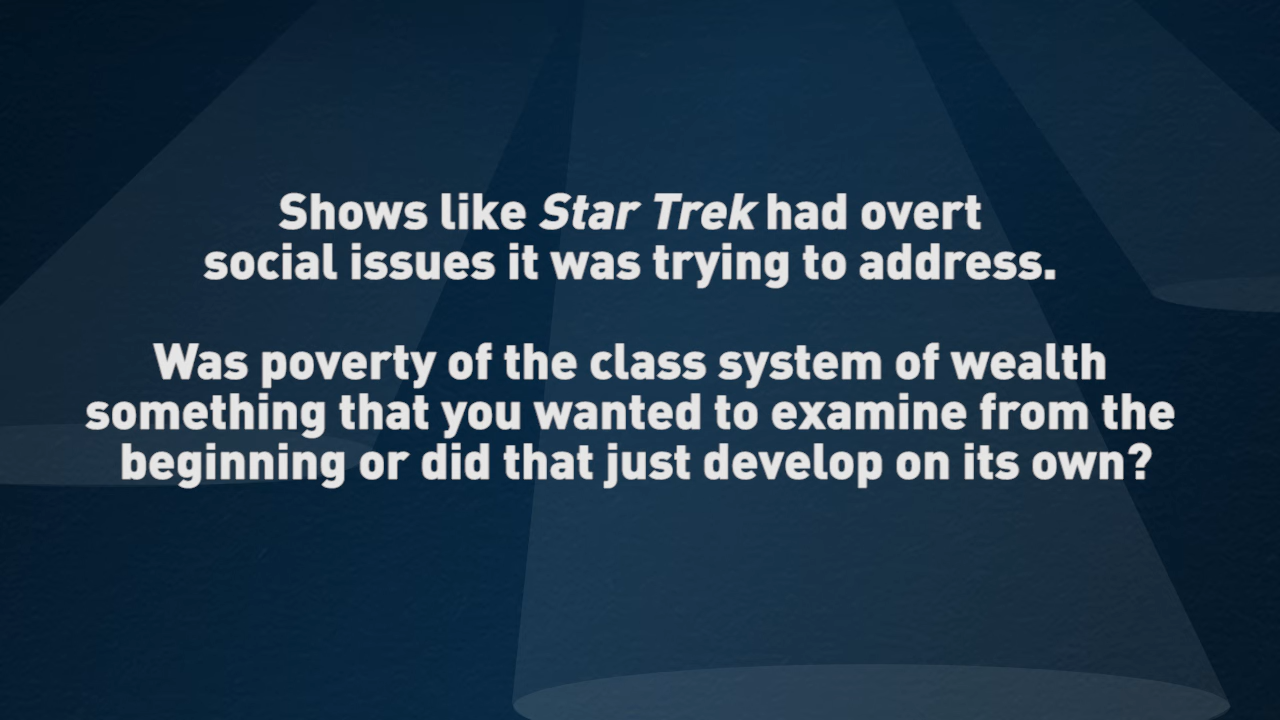 Shows like Star Trek had overt
social issues it was trying to address.
Was poverty of the class system of wealth
something that you wanted to examine from the
beginning or did that just develop on its own?